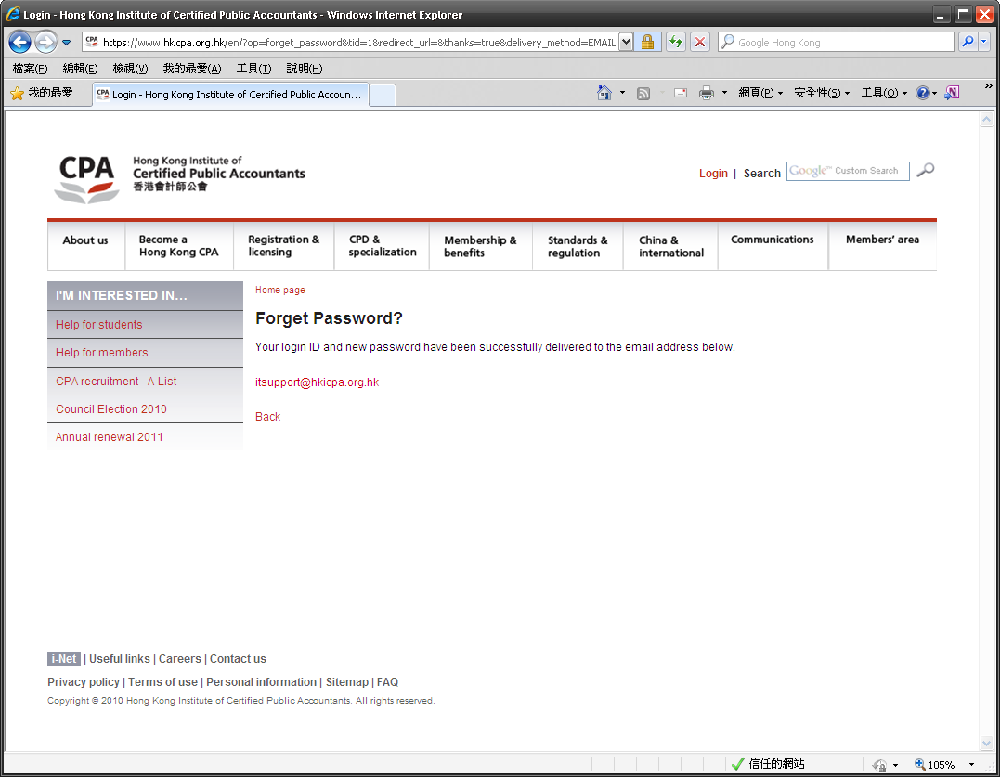 Login - Hong Kong Institute of Certified Public Accountants - Windows Internet Explorer
CPA https://www.hkicpa.org.hk/en/?op=forget_password&tid=1&redirect_url=&thanks=true&delivery_method=EMAIL
Google Hong Kong
檔案(F) 編輯(E) 檢視(V) 我的最愛(A) 工具(T) 說明(H)
我的最愛 CPA Login - Hong Kong Institute of Certified Public Accoun... 網頁(P) 安全性(S) 工具(O) »
CPA
Hong Kong Institute of
Certified Public Accountants
香港會計師公會
Login | Search Google™ Custom Search
About us
Become a
Hong Kong CPA
Registration &
licensing
CPD &
specialization
Membership &
benefits
Standards &
regulation
China &
international
Communications
Members' area
I'M INTERESTED IN...
Help for students
Help for members
CPA recruitment - A-List
Council Election 2010
Annual renewal 2011
Home page
Forget Password?
Your login ID and new password have been successfully delivered to the email address below.
itsupport@hkicpa.org.hk
Back
i-Net | Useful links | Careers | Contact us
Privacy policy | Terms of use | Personal information | Sitemap | FAQ
Copyright © 2010 Hong Kong Institute of Certified Public Accountants. All rights reserved.
信任的網站
105%